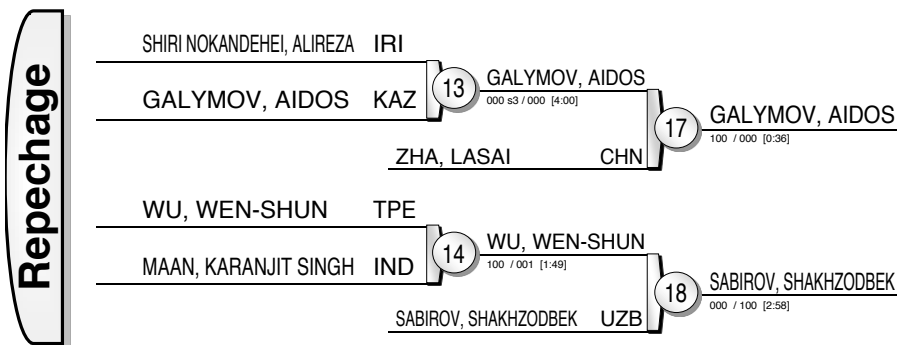 Repechage
SHIRI NOKANDEHEI, ALIREZA IRI
GALYMOV, AIDOS KAZ
13
GALYMOV, AIDOS
000 s3 / 000 [4:00]
ZHA, LASAI CHN
17
GALYMOV, AIDOS
100 / 000 [0:36]
WU, WEN-SHUN TPE
MAAN, KARANJIT SINGH IND
14
WU, WEN-SHUN
100 / 001 [1:49]
SABIROV, SHAKHZODBEK UZB
18
SABIROV, SHAKHZODBEK
000 / 100 [2:58]